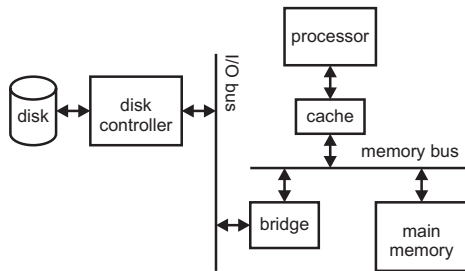 processor
I/O bus
disk
disk
controller
cache
memory bus
bridge
main
memory